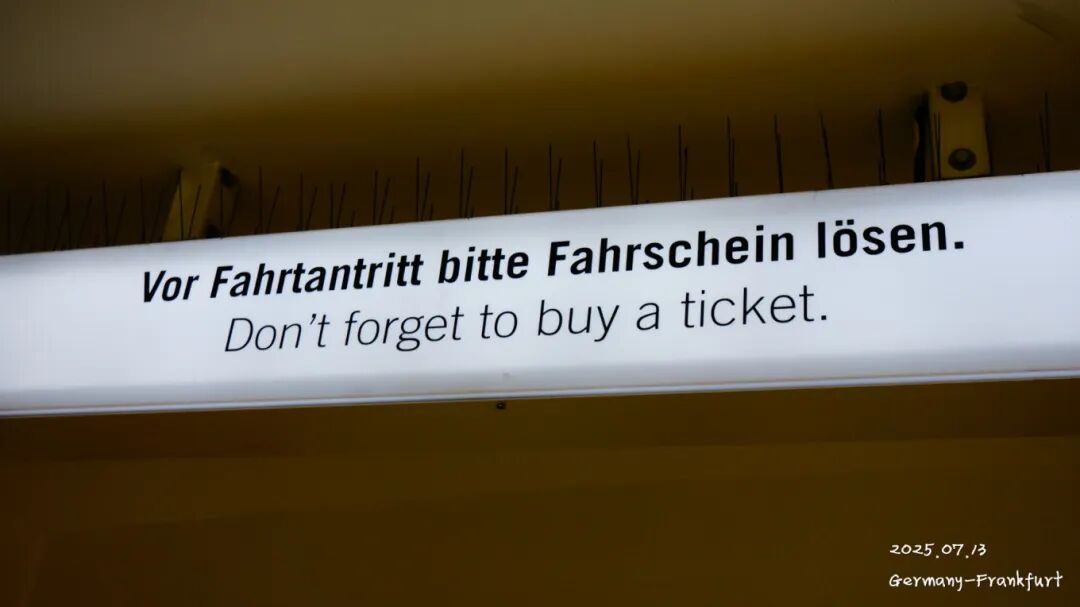 Vor Fahrtantritt bitte Fahrschein lösen.
Don't forget to buy a ticket.
2025.07.13
Germany-Frankfurt